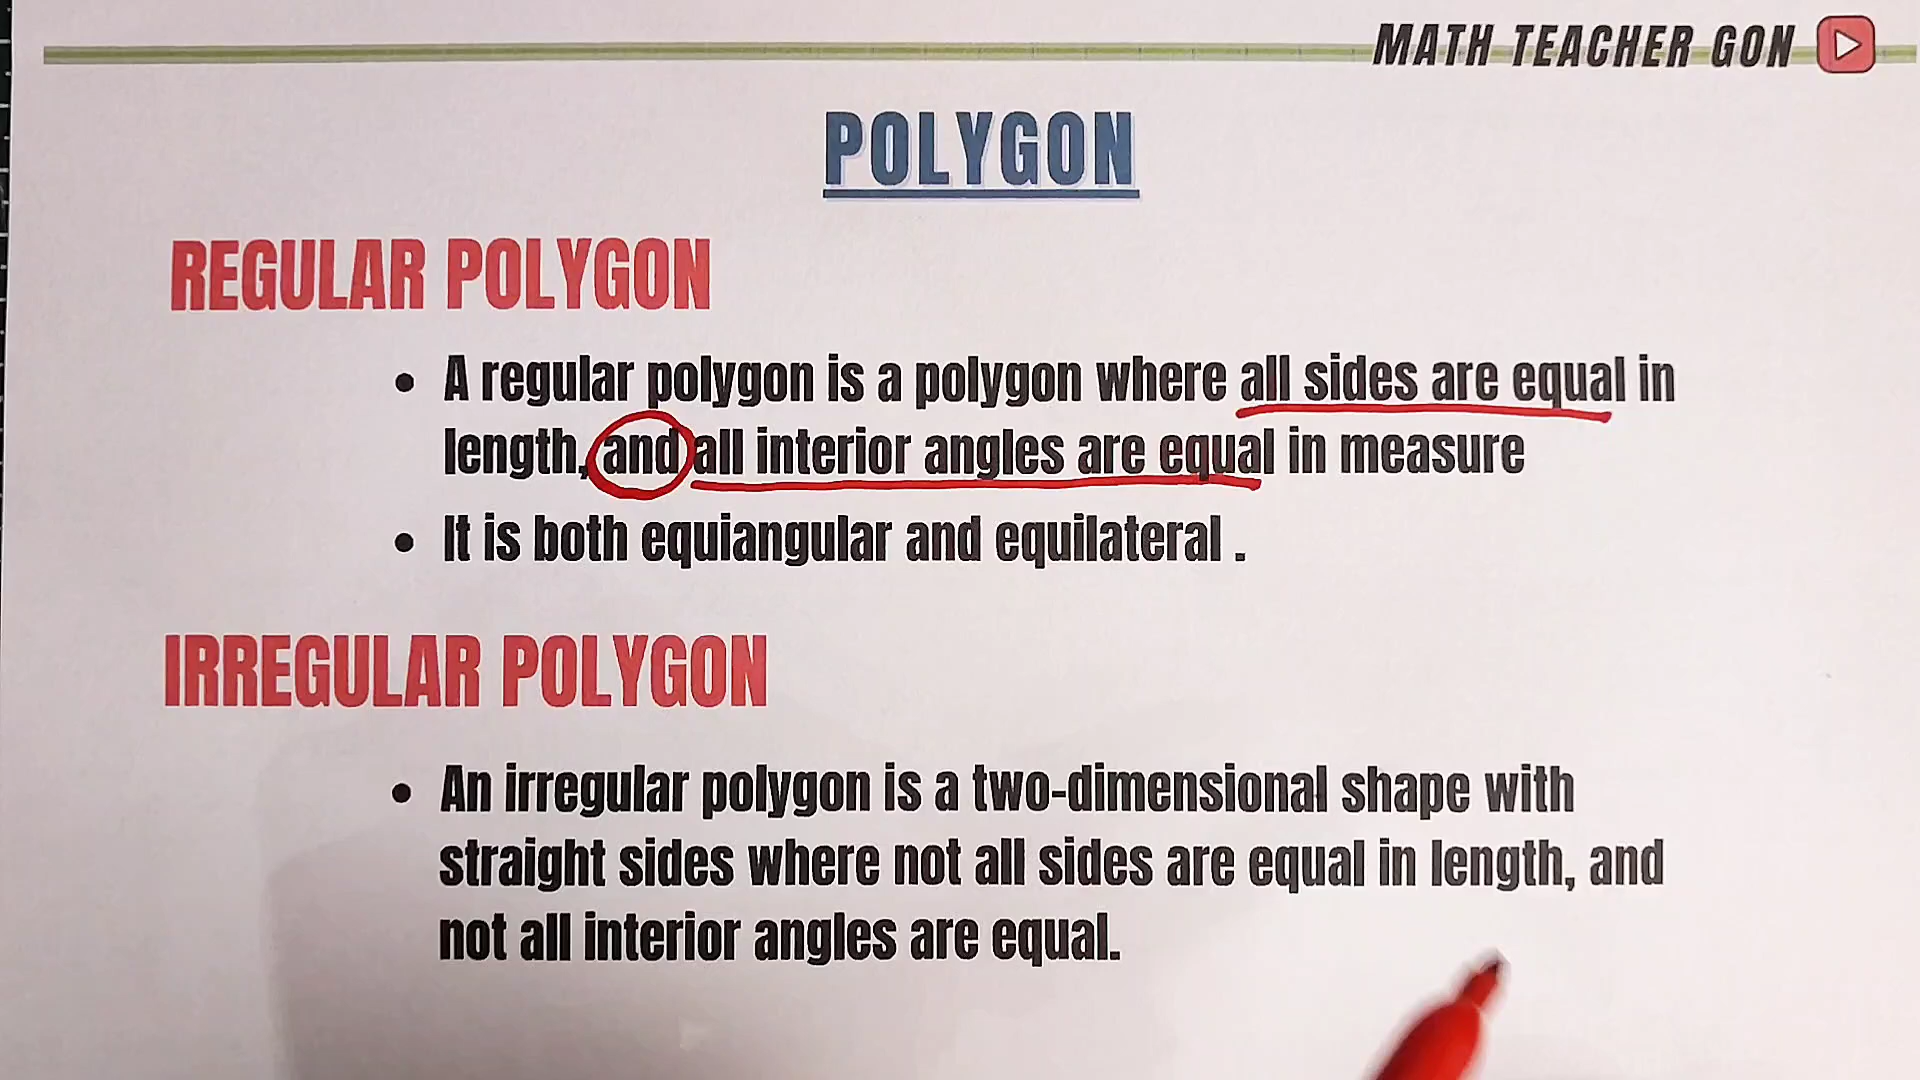 MATH TEACHER GON
POLYGON
REGULAR POLYGON
• A regular polygon is a polygon where all sides are equal in
length, and all interior angles are equal in measure
• It is both equiangular and equilateral .
IRREGULAR POLYGON
• An irregular polygon is a two-dimensional shape with
straight sides where not all sides are equal in length, and
not all interior angles are equal.